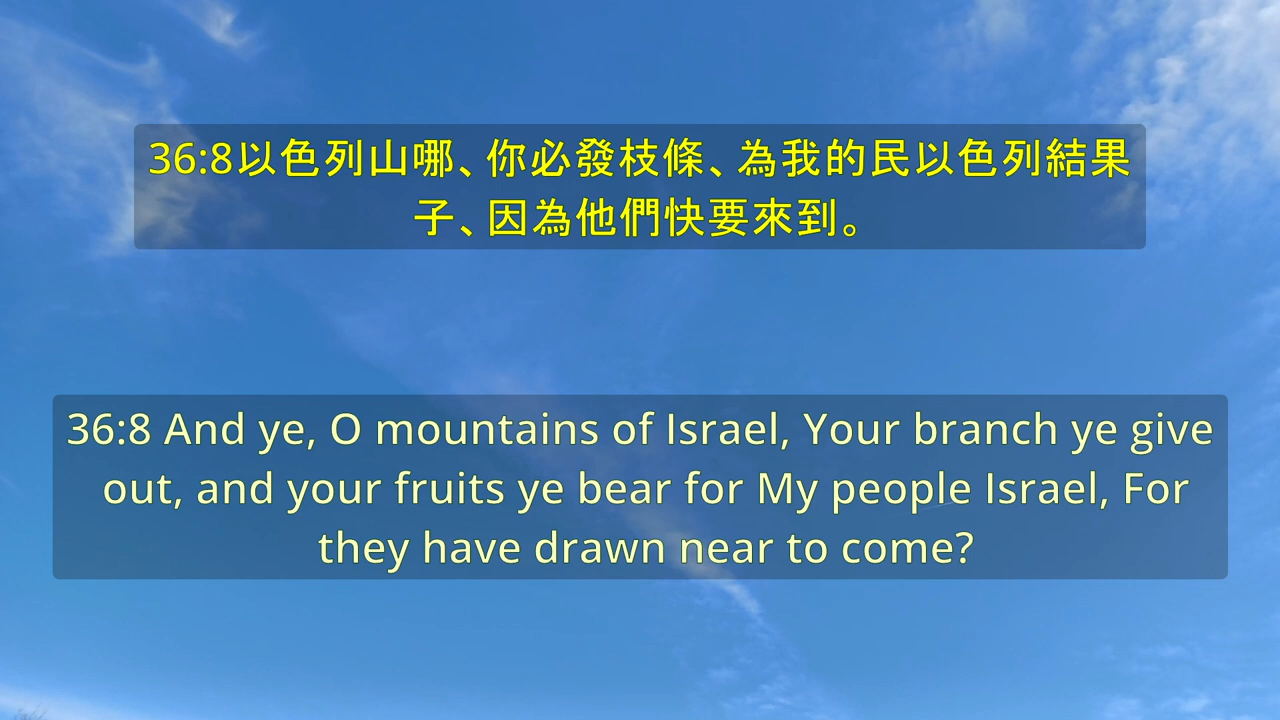 36:8以色列山哪、你必發枝條、為我的民以色列結果
子、因為他們快要來到。
36:8 And ye, O mountains of Israel, Your branch ye give
out, and your fruits ye bear for My people Israel, For
they have drawn near to come?